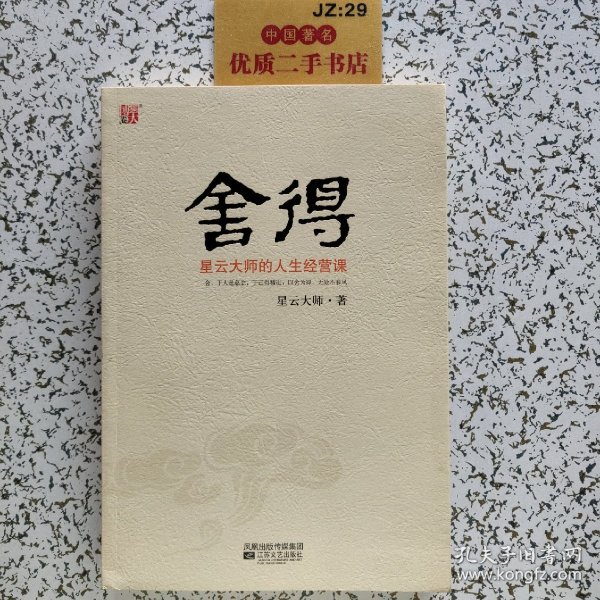 JZ:29
中国著名
优质二手书店
舍得
星云大师的人生经营课
星云大师·著
凤凰出版传媒集团
江苏文艺出版社
孔夫子旧书网
www.kongfz.com